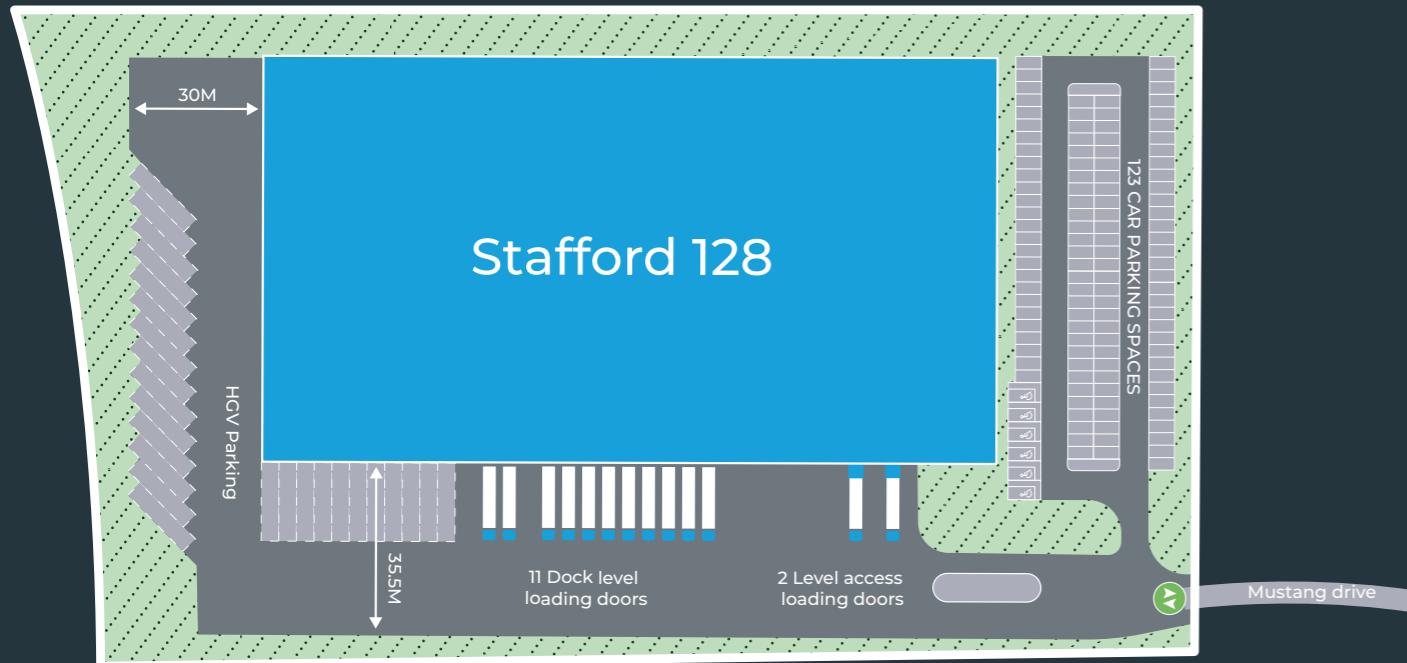 30M
Stafford 128
123 CAR PARKING SPACES
HGV Parking
35.5M
11 Dock level
loading doors
2 Level access
loading doors
Mustang drive